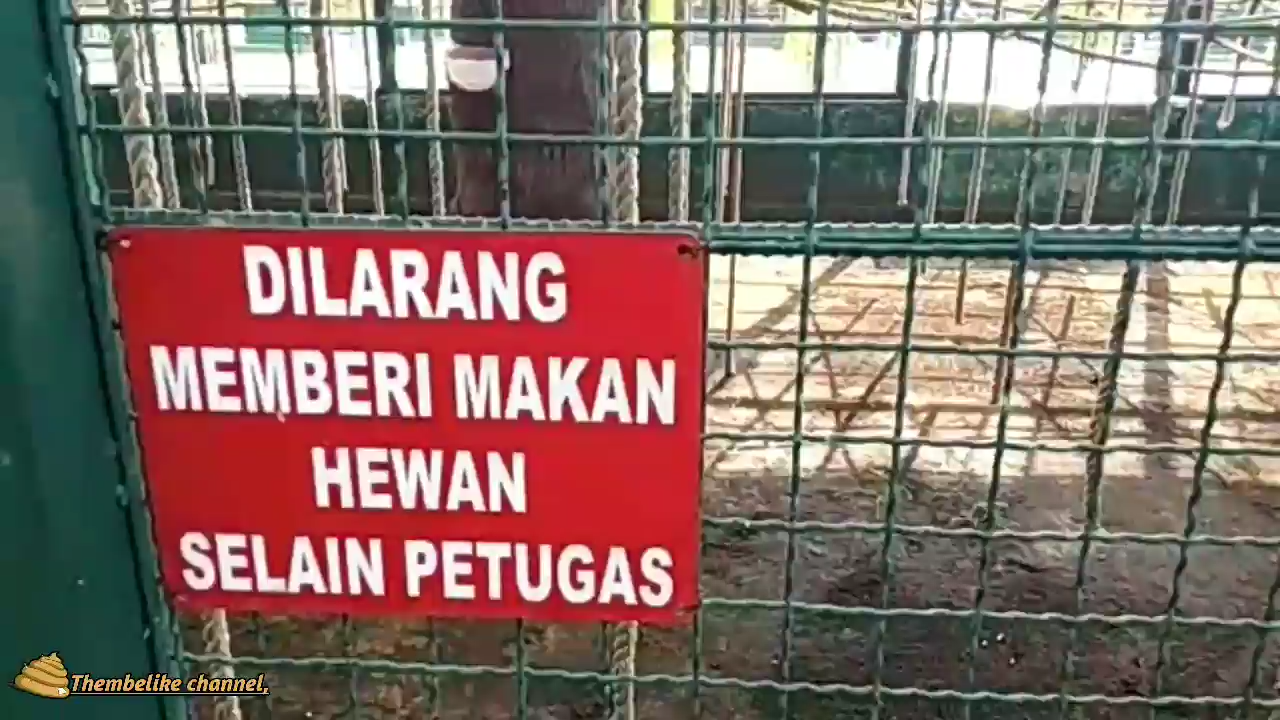 DILARANG
MEMBERI MAKAN
HEWAN
SELAIN PETUGAS
Thembelike channel,